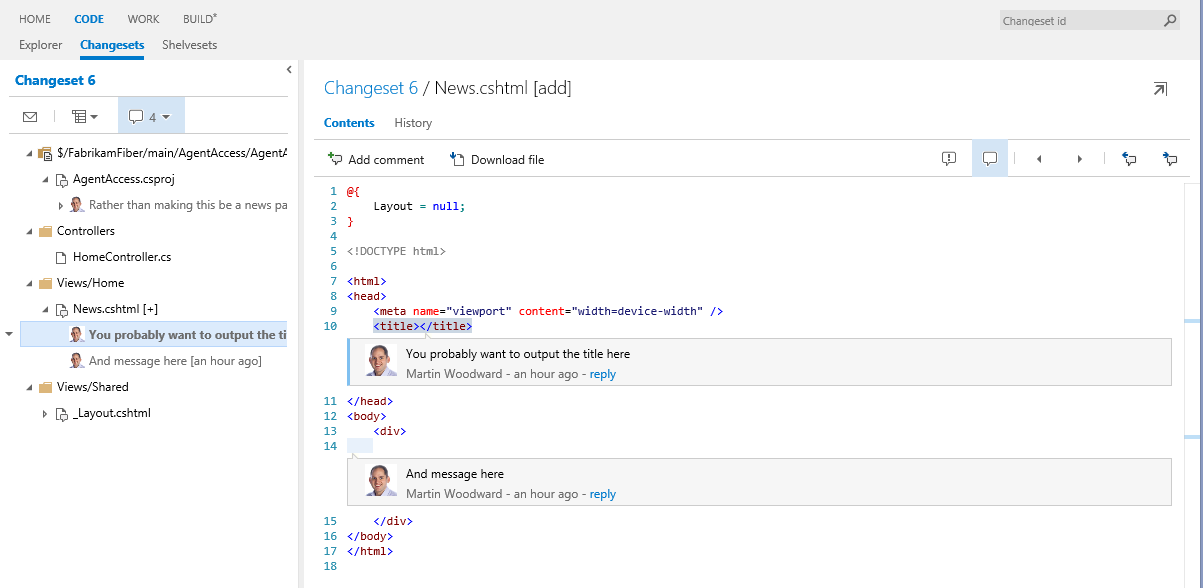 HOME CODE WORK BUILD*
Changeset id
Explorer Changesets Shelvesets
Changeset 6
4
$/FabrikamFiber/main/AgentAccess/AgentA
AgentAccess.csproj
Rather than making this be a news pa
Controllers
HomeController.cs
Views/Home
News.cshtml [+]
You probably want to output the ti
And message here [an hour ago]
Views/Shared
_Layout.cshtml
Changeset 6 / News.cshtml [add]
Contents History
Add comment Download file
1 @{
2 Layout = null;
3 }
4
5 <!DOCTYPE html>
6
7 <html>
8 <head>
9 <meta name="viewport" content="width=device-width" />
10 <title></title>
You probably want to output the title here
Martin Woodward - an hour ago - reply
11 </head>
12 <body>
13 <div>
14
And message here
Martin Woodward - an hour ago - reply
15 </div>
16 </body>
17 </html>
18